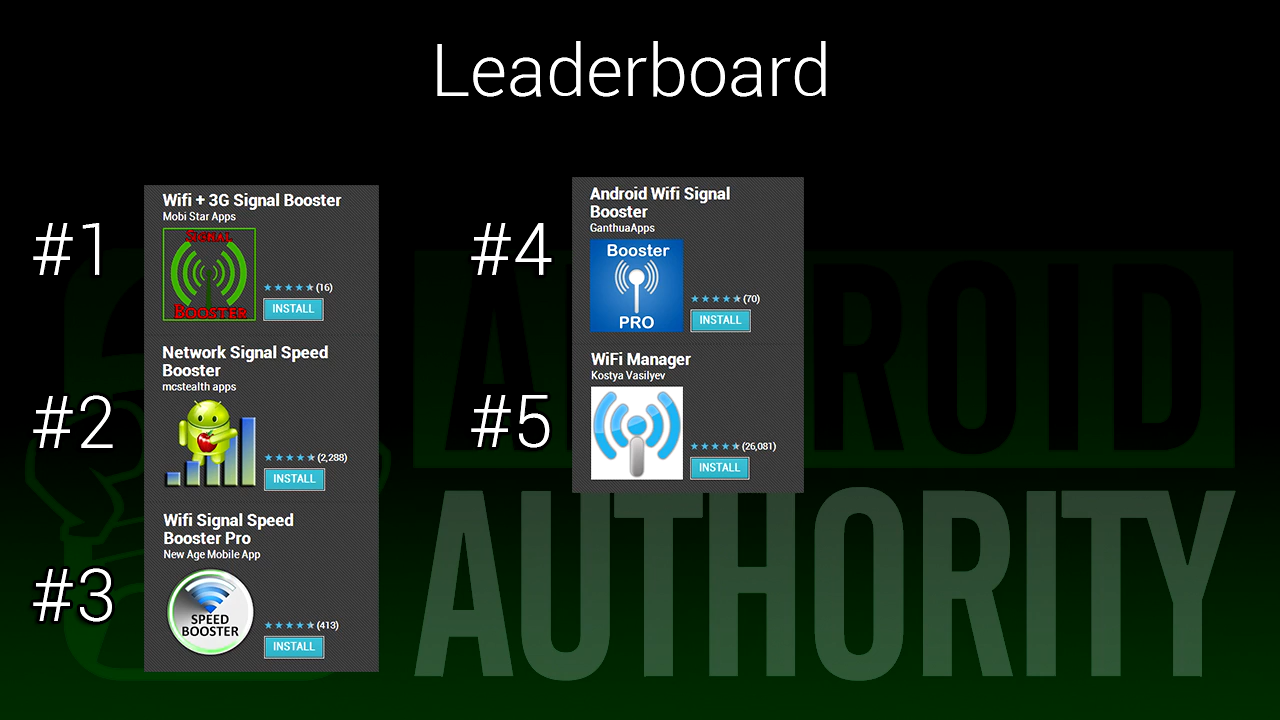 Leaderboard
#1
Wifi + 3G Signal Booster
Mobi Star Apps
SIGNAL
BOOSTER
(16)
INSTALL
#2
Network Signal Speed
Booster
mcstealth apps
(2,288)
INSTALL
#3
Wifi Signal Speed
Booster Pro
New Age Mobile App
SPEED
BOOSTER
(413)
INSTALL
#4
Android Wifi Signal
Booster
GanthuaApps
Booster
PRO
(70)
INSTALL
#5
WiFi Manager
Kostya Vasilyev
(26,081)
INSTALL
ANDROID
AUTHORITY